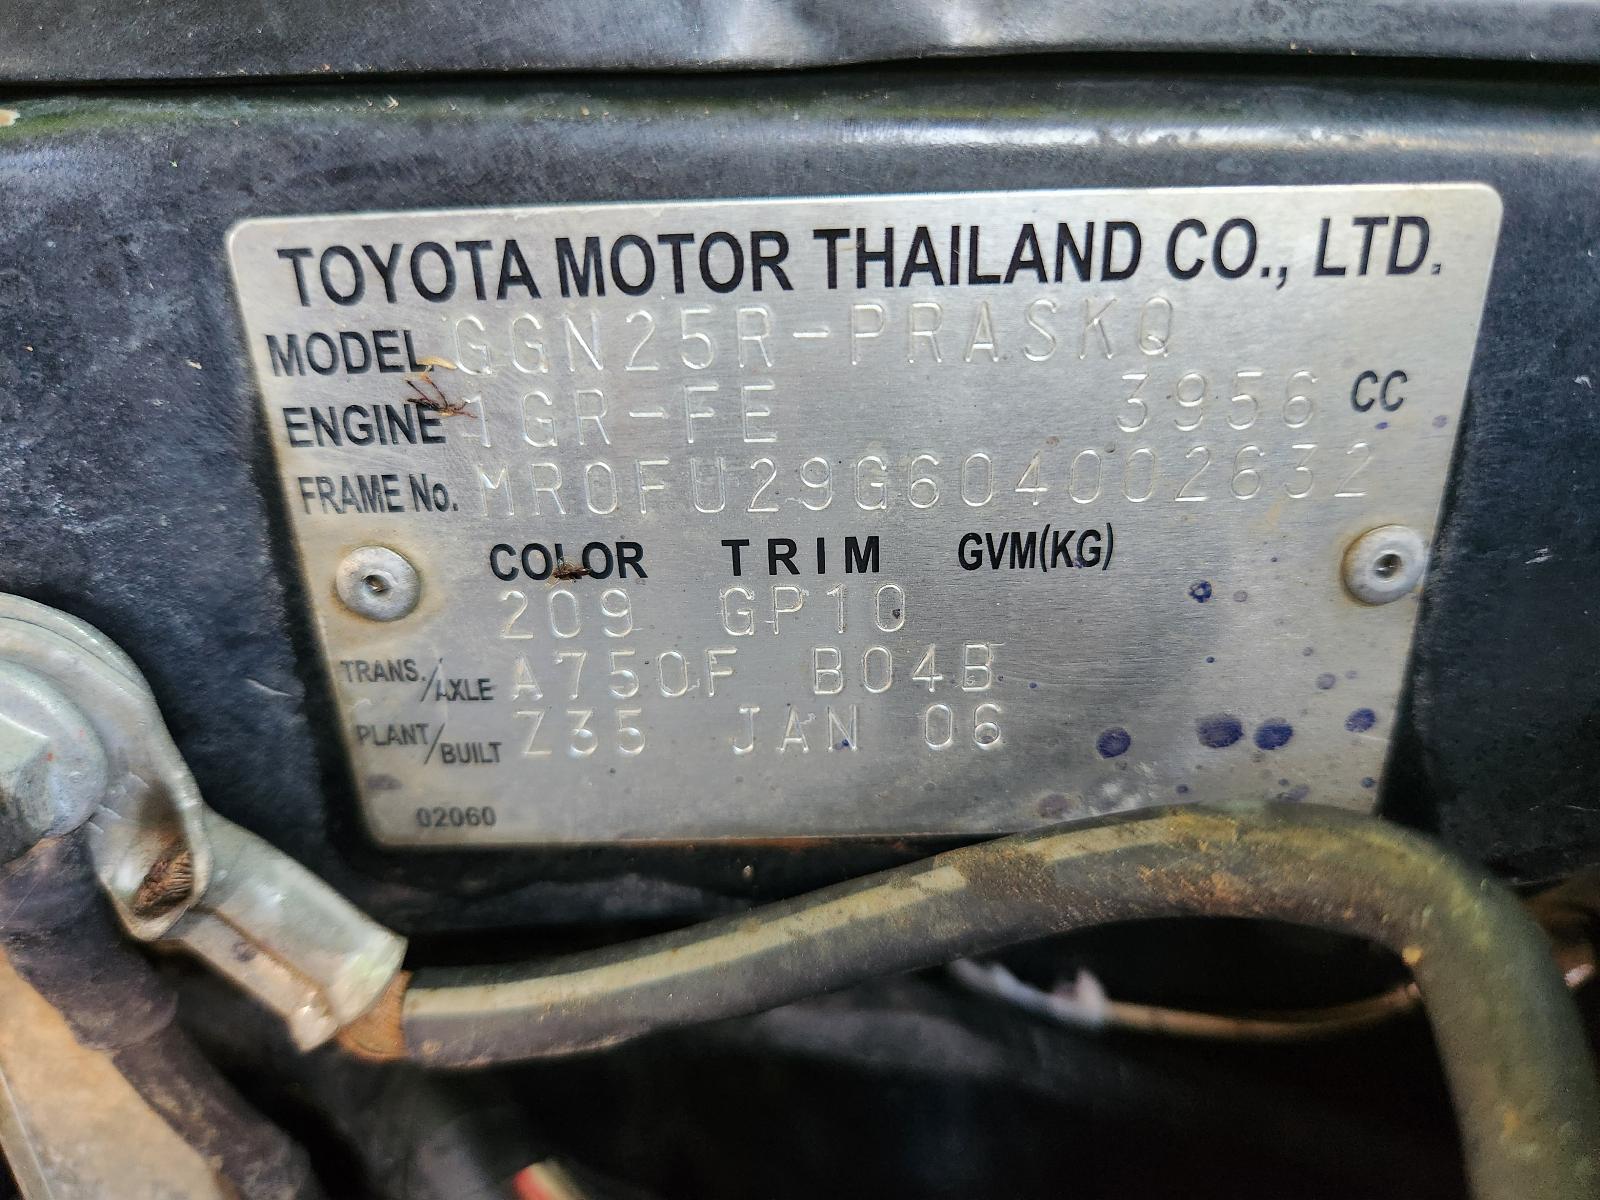 TOYOTA MOTOR THAILAND CO., LTD.
MODEL GGN25R-PRASKQ
ENGINE 1GR-FE 3956 CC
FRAME No. MR0FU29G604002632
COLOR TRIM GVM(KG)
209 GP10
TRANS./AXLE A750F B04B
PLANT/BUILT Z35 JAN 06
02060